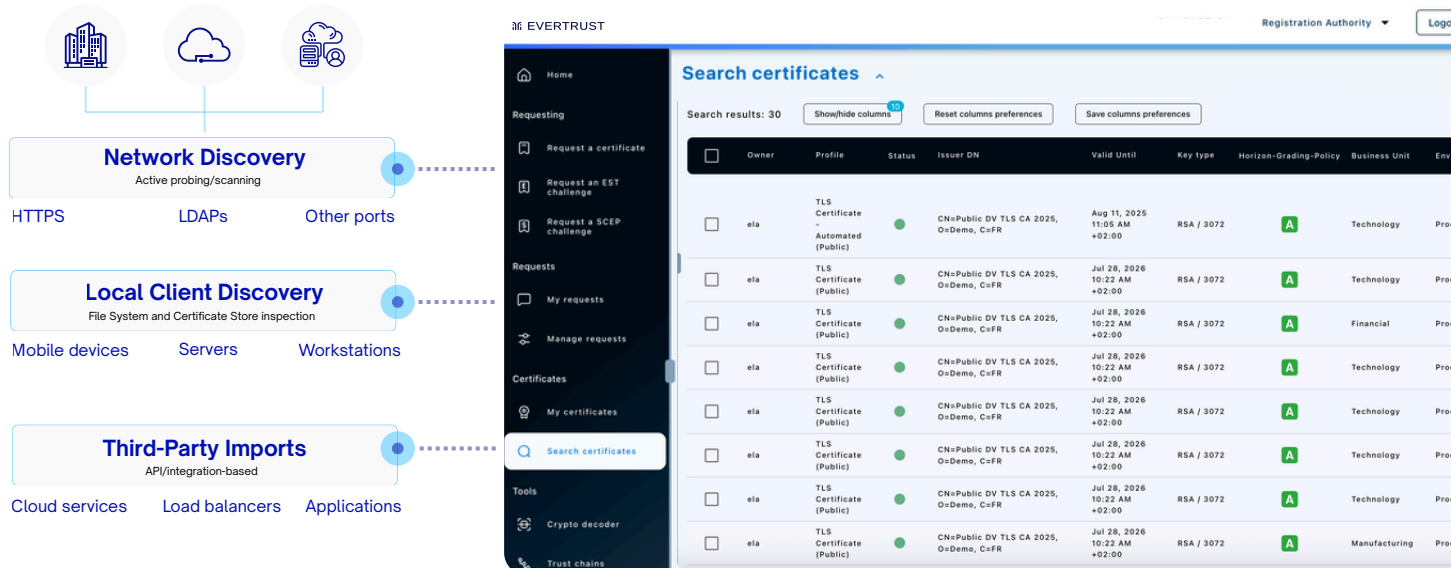 Network Discovery
Active probing/scanning
HTTPS
LDAPs
Other ports
Local Client Discovery
File System and Certificate Store inspection
Mobile devices
Servers
Workstations
Third-Party Imports
API/integration-based
Cloud services
Load balancers
Applications
EVERTRUST
Registration Authority
Home
Requesting
Request a certificate
Request an EST
challenge
Request a SCEP
challenge
Requests
My requests
Manage requests
Certificates
My certificates
Search certificates
Tools
Crypto decoder
Trust chains
Search certificates
Search results: 30
Show/hide columns
10
Reset columns preferences
Save columns preferences
Owner
Profile
Status
Issuer DN
Valid Until
Key type
Horizon-Grading-Policy
Business Unit
ela
TLS
Certificate
-
Automated
(Public)
CN=Public DV TLS CA 2025,
O=Demo, C=FR
Aug 11, 2025
11:05 AM
+02:00
RSA / 3072
A
Technology
ela
TLS
Certificate
(Public)
CN=Public DV TLS CA 2025,
O=Demo, C=FR
Jul 28, 2026
10:22 AM
+02:00
RSA / 3072
A
Technology
ela
TLS
Certificate
(Public)
CN=Public DV TLS CA 2025,
O=Demo, C=FR
Jul 28, 2026
10:22 AM
+02:00
RSA / 3072
A
Financial
ela
TLS
Certificate
(Public)
CN=Public DV TLS CA 2025,
O=Demo, C=FR
Jul 28, 2026
10:22 AM
+02:00
RSA / 3072
A
Technology
ela
TLS
Certificate
(Public)
CN=Public DV TLS CA 2025,
O=Demo, C=FR
Jul 28, 2026
10:22 AM
+02:00
RSA / 3072
A
Technology
ela
TLS
Certificate
(Public)
CN=Public DV TLS CA 2025,
O=Demo, C=FR
Jul 28, 2026
10:22 AM
+02:00
RSA / 3072
A
Technology
ela
TLS
Certificate
(Public)
CN=Public DV TLS CA 2025,
O=Demo, C=FR
Jul 28, 2026
10:22 AM
+02:00
RSA / 3072
A
Technology
ela
TLS
Certificate
(Public)
CN=Public DV TLS CA 2025,
O=Demo, C=FR
Jul 28, 2026
10:22 AM
+02:00
RSA / 3072
A
Manufacturing